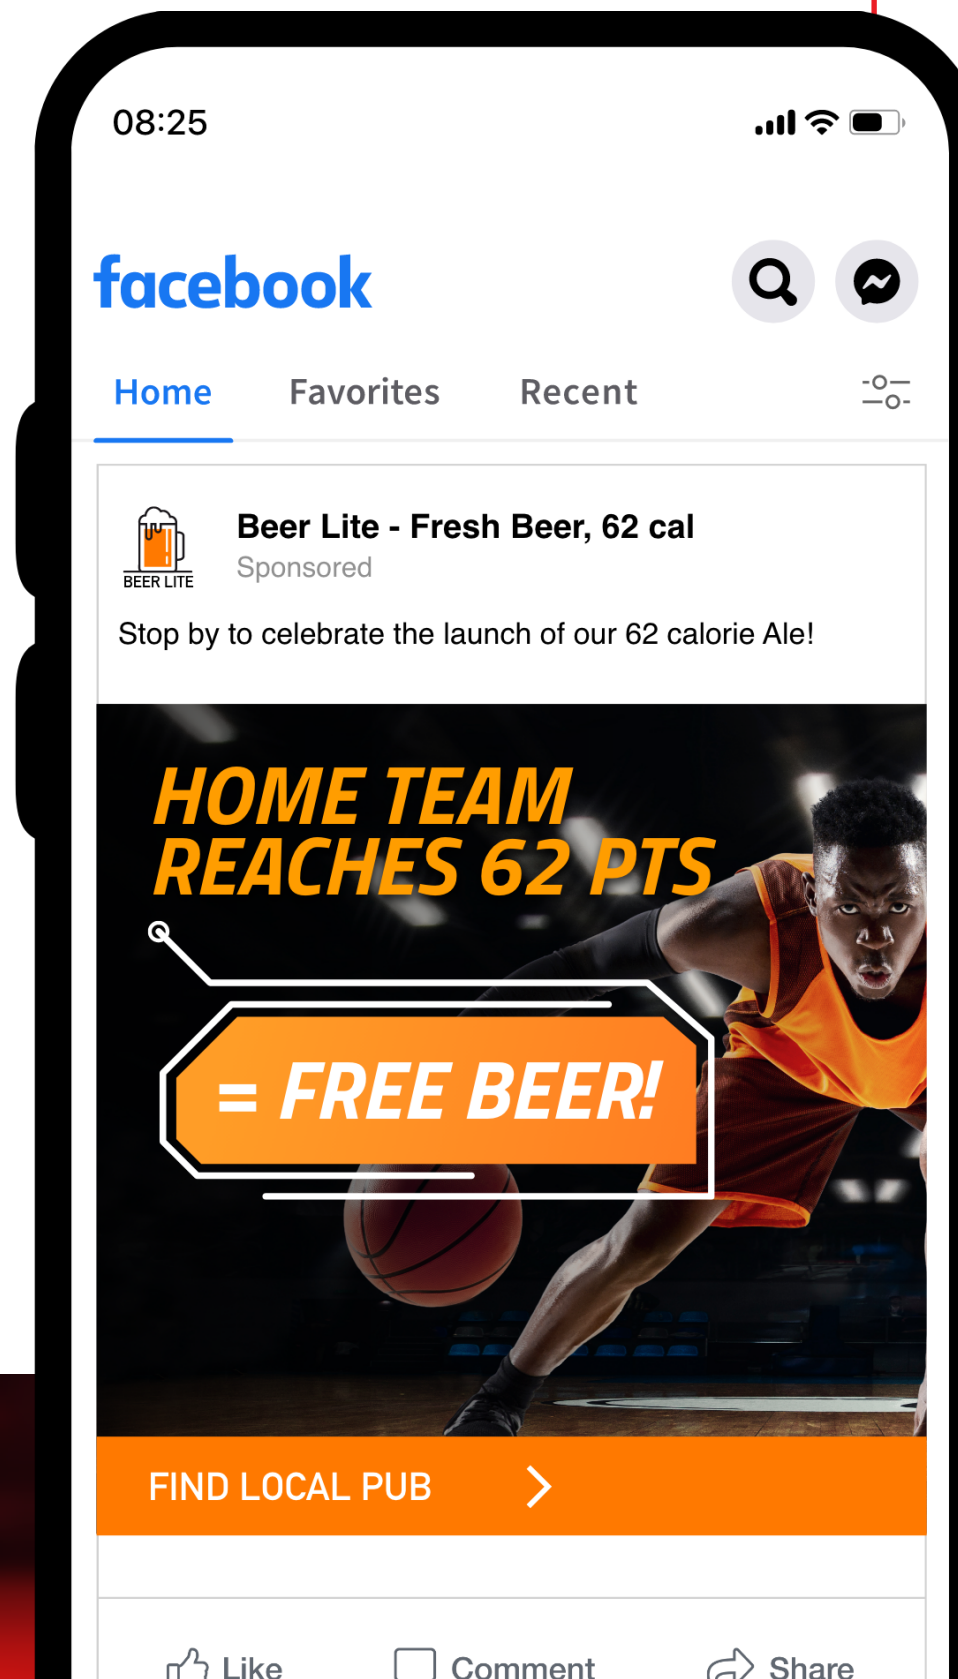 08:25
facebook
Home Favorites Recent
Beer Lite - Fresh Beer, 62 cal
Sponsored
BEER LITE
Stop by to celebrate the launch of our 62 calorie Ale!
HOME TEAM
REACHES 62 PTS
= FREE BEER!
FIND LOCAL PUB
Like Comment Share